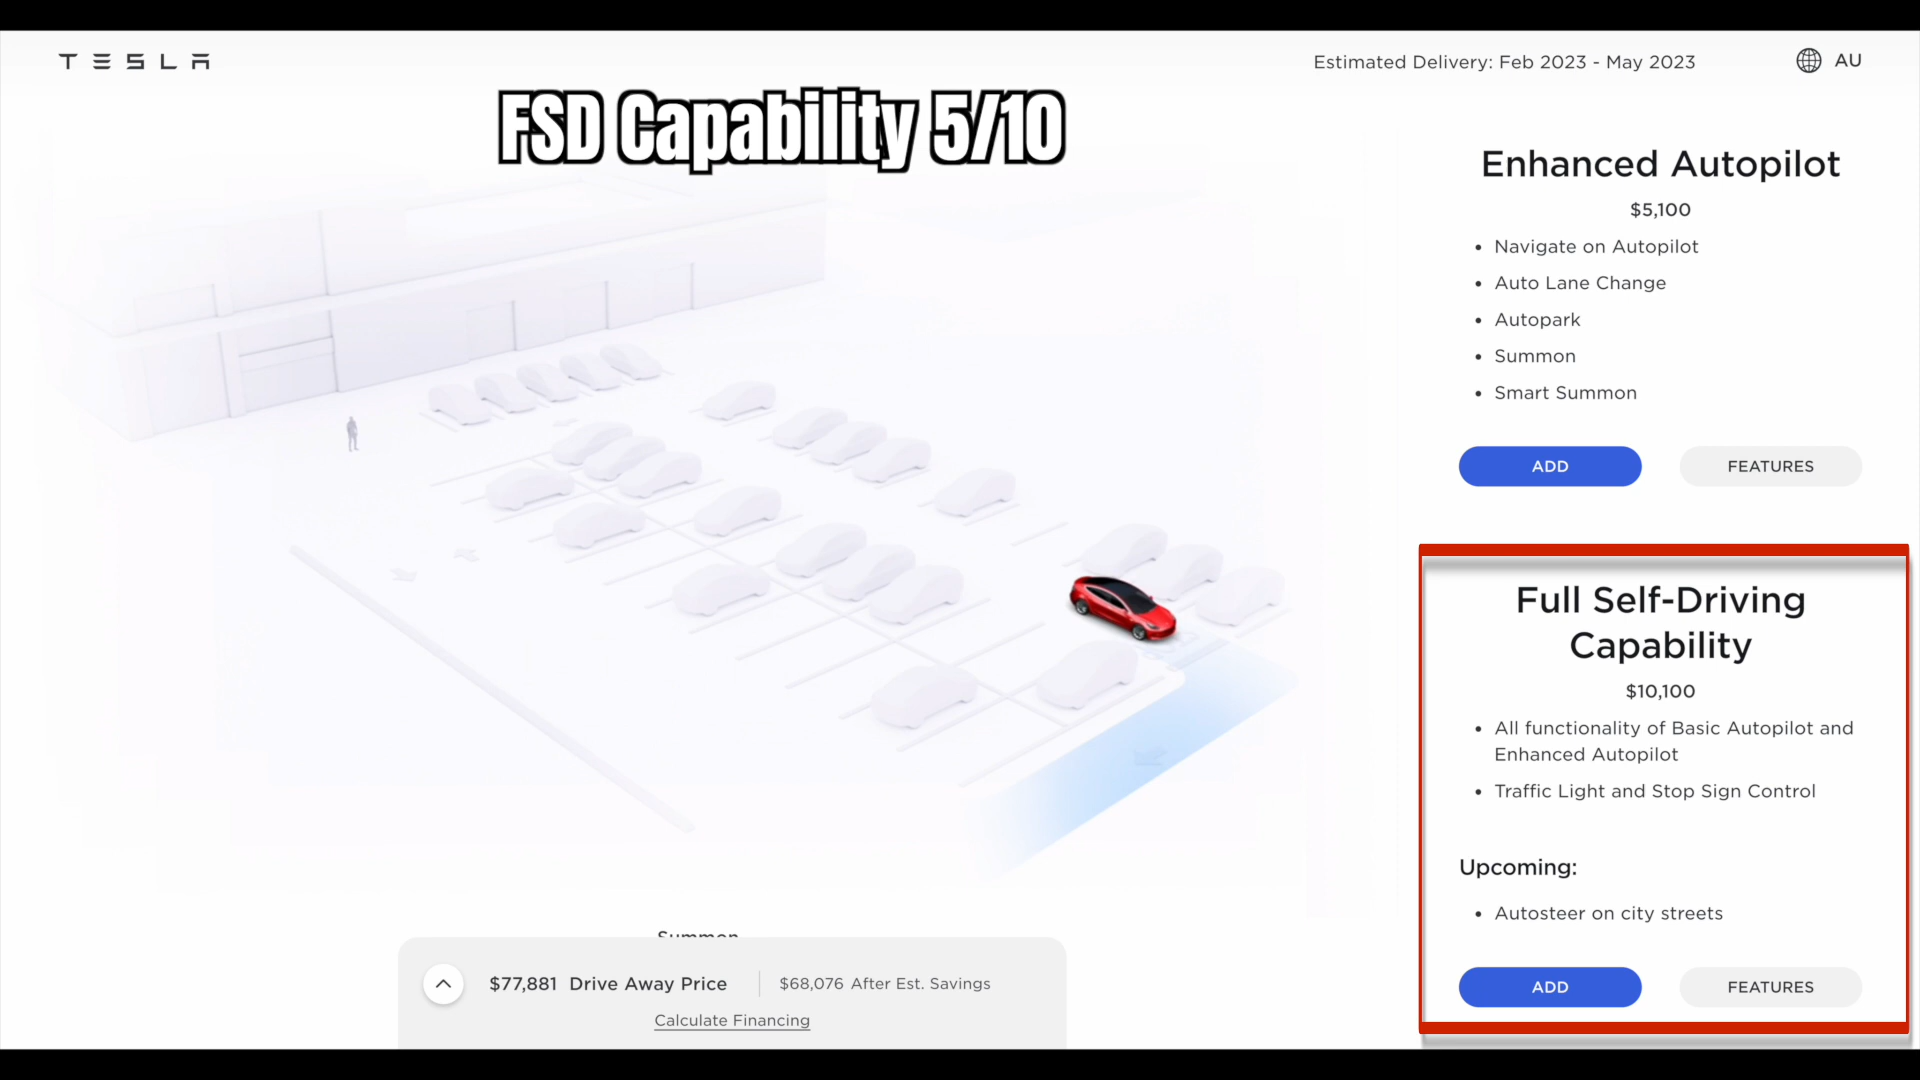 TESLA
Estimated Delivery: Feb 2023 - May 2023
AU
FSD Capability 5/10
Enhanced Autopilot
$5,100
• Navigate on Autopilot
• Auto Lane Change
• Autopark
• Summon
• Smart Summon
ADD
FEATURES
Full Self-Driving
Capability
$10,100
• All functionality of Basic Autopilot and
Enhanced Autopilot
• Traffic Light and Stop Sign Control
Upcoming:
• Autosteer on city streets
ADD
FEATURES
Summon
$77,881 Drive Away Price
$68,076 After Est. Savings
Calculate Financing